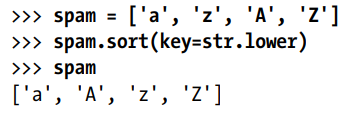 >>> spam = ['a', 'z', 'A', 'Z']
>>> spam.sort(key=str.lower)
>>> spam
['a', 'A', 'z', 'Z']